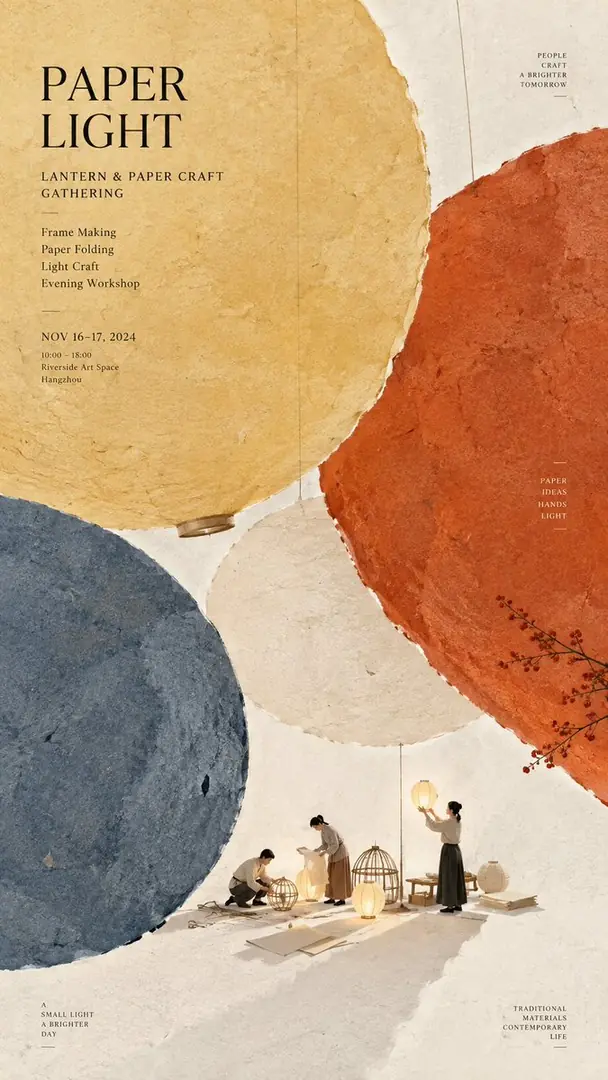 PAPER
LIGHT
LANTERN & PAPER CRAFT
GATHERING
Frame Making
Paper Folding
Light Craft
Evening Workshop
NOV 16–17, 2024
10:00 – 18:00
Riverside Art Space
Hangzhou
PEOPLE
CRAFT
A BRIGHTER
TOMORROW
PAPER
IDEAS
HANDS
LIGHT
A
SMALL LIGHT
A BRIGHTER
DAY
TRADITIONAL
MATERIALS
CONTEMPORARY
LIFE